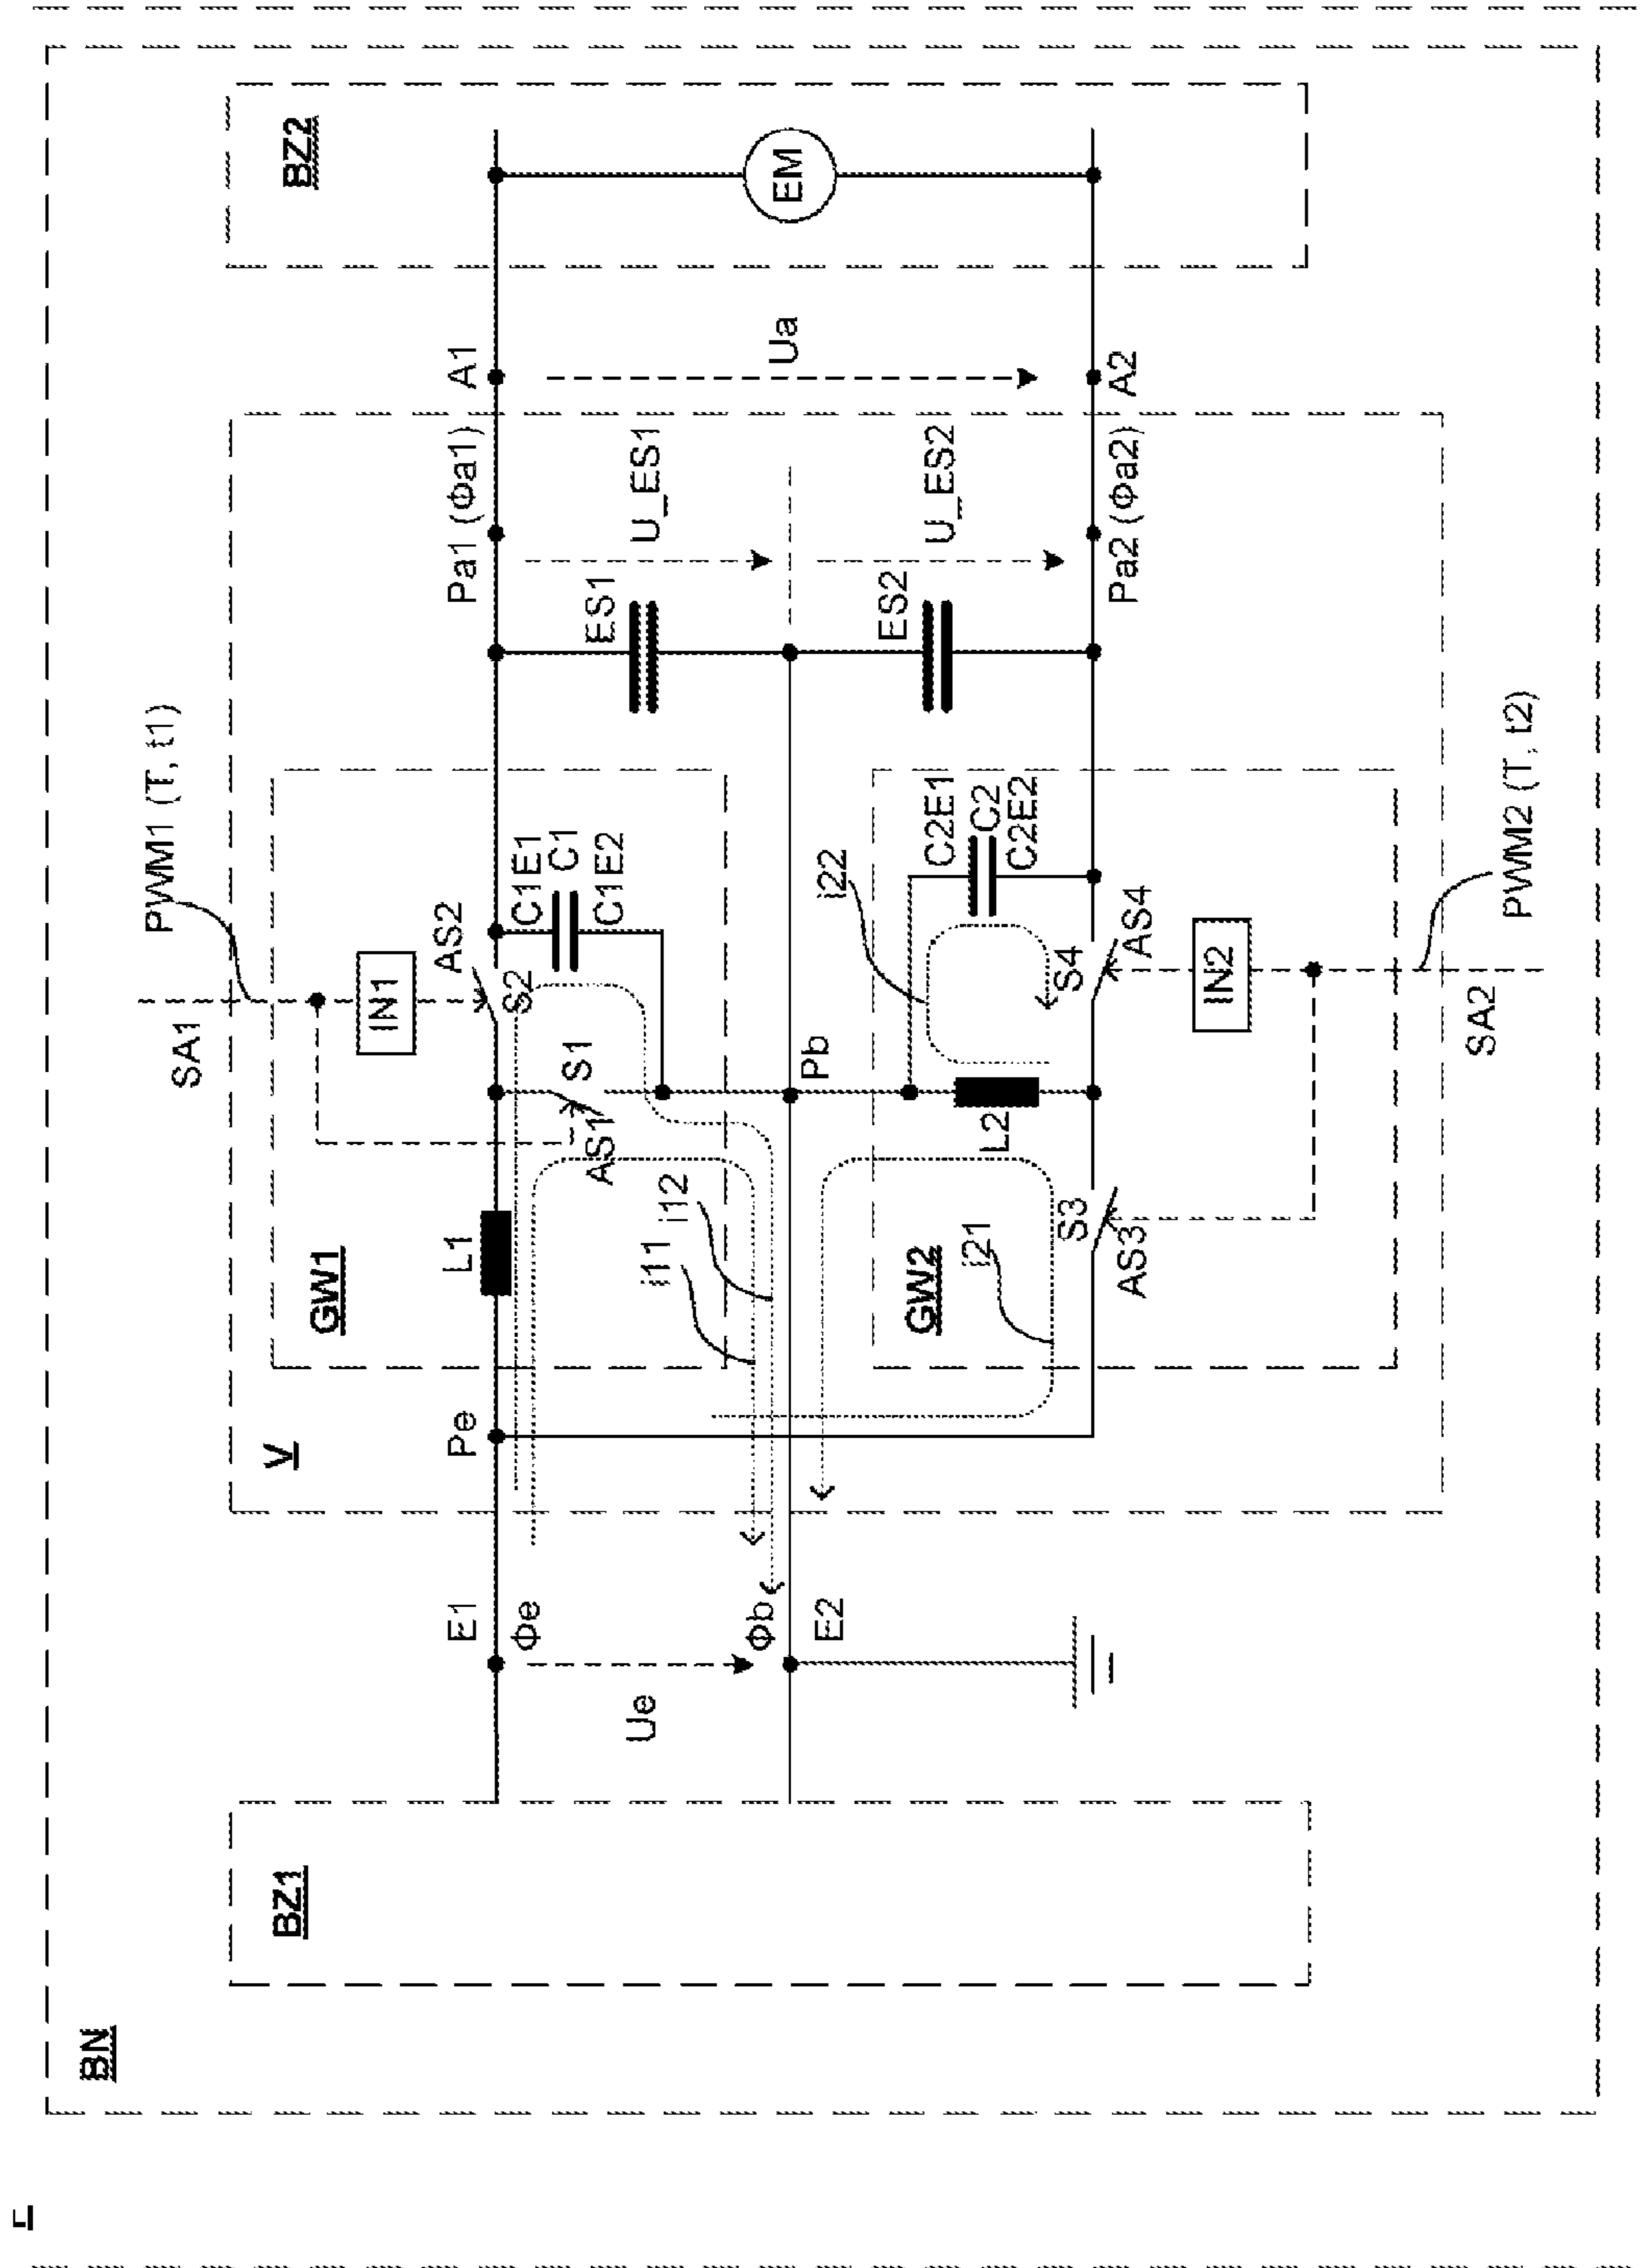 BN
BZ1
BZ2
V
GW1
GW2
PWM1 (T, t1)
SA1
IN1
AS2
S2
C1E1
C1
C1E2
S1
AS1
L1
Pe
E1
Φe
Ue
Φb
E2
i11
i12
Pb
Pa1 (Φa1)
A1
ES1
U_ES1
Ua
EM
ES2
U_ES2
Pa2 (Φa2)
A2
C2E1
C2
C2E2
i22
L2
S4
AS4
S3
AS3
i21
IN2
SA2
PWM2 (T, t2)